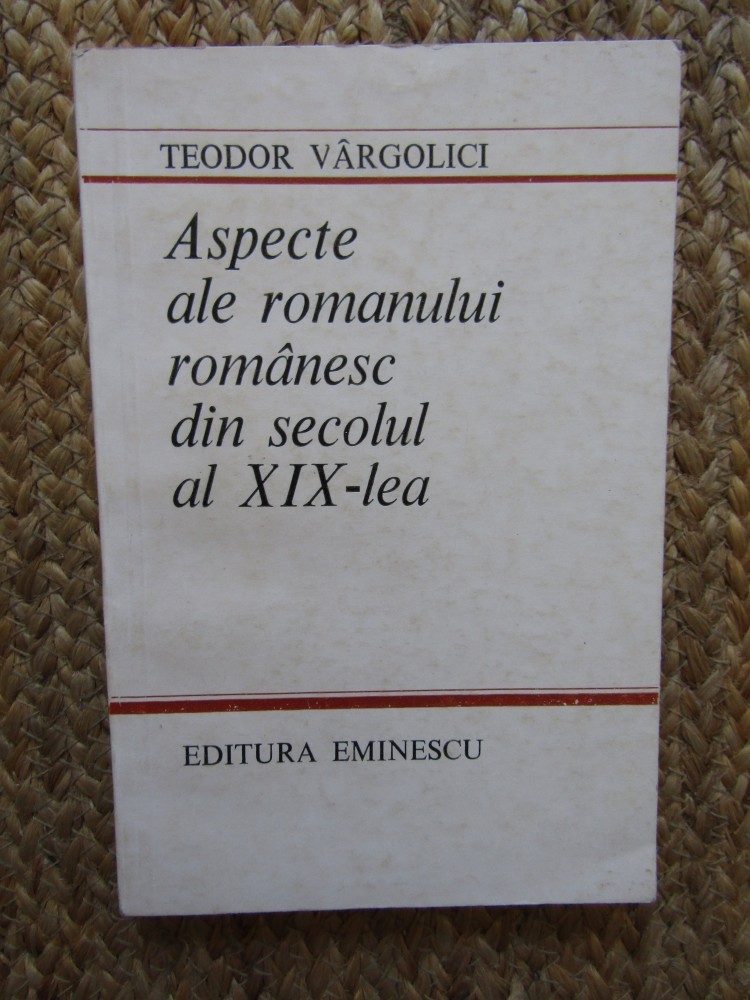 TEODOR VÂRGOLICI
Aspecte
ale romanului
românesc
din secolul
al XIX-lea
EDITURA EMINESCU